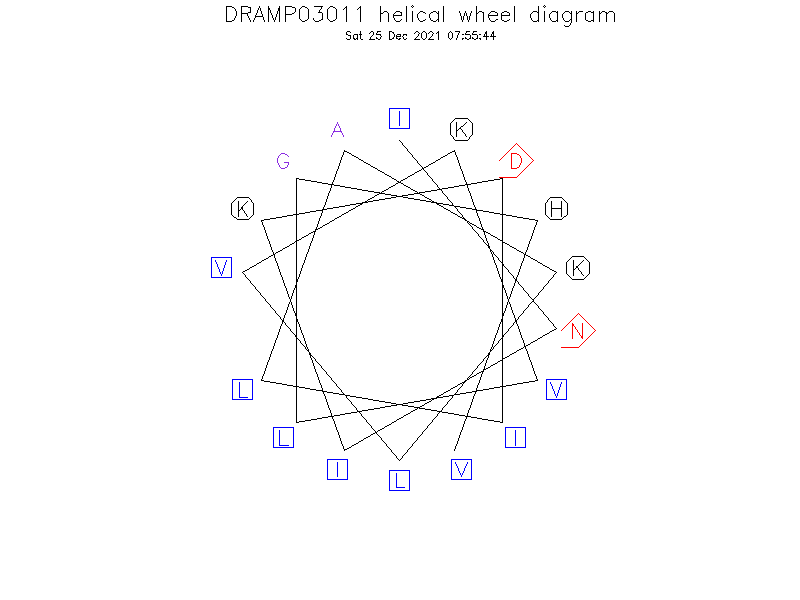 DRAMP03011 helical wheel diagram
Sat 25 Dec 2021 07:55:44
I
A K
G D
K H
V K
N
L V
L I
I V
L